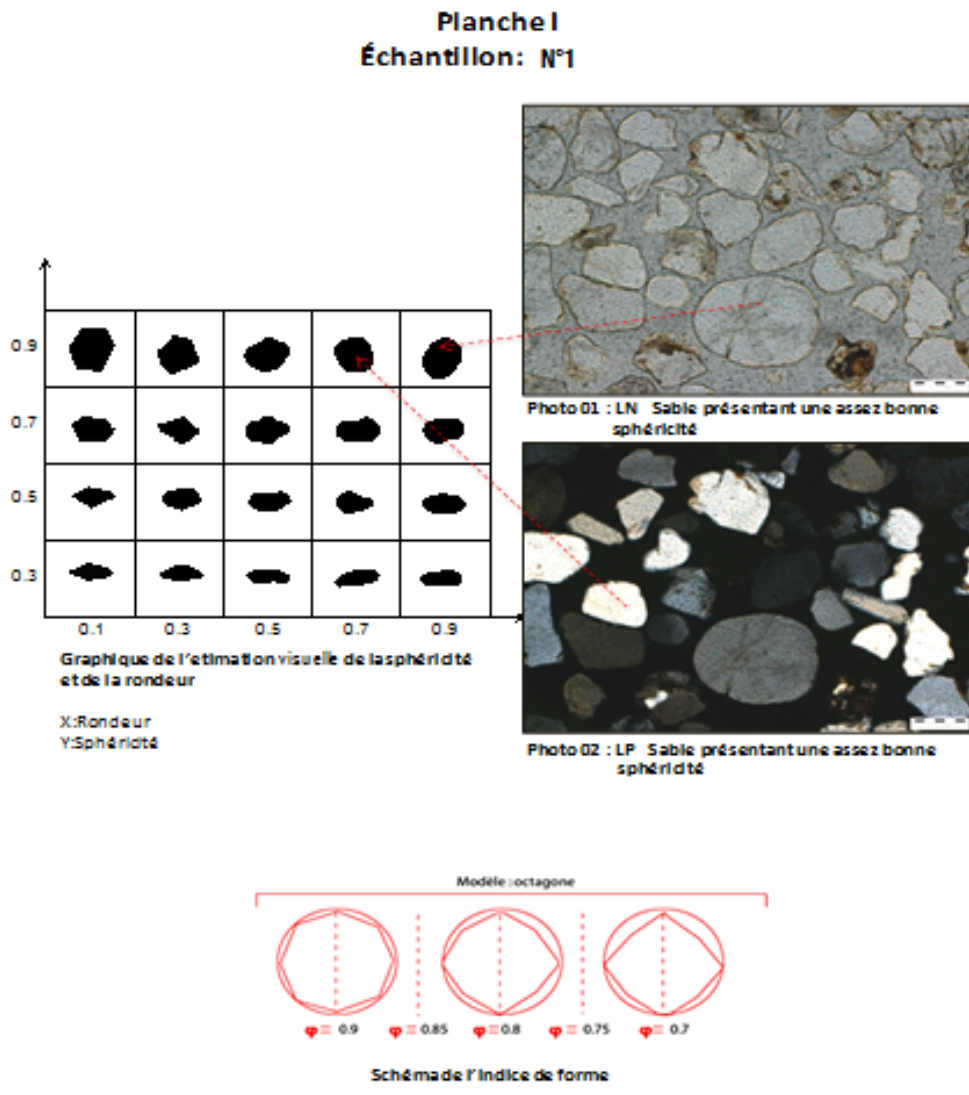 Planche I
Échantillon: N°1
0.9
0.7
0.5
0.3
0.1 0.3 0.5 0.7 0.9
Graphique de l'etimation visuelle de la sphéricité
et de la rondeur
X:Rondeur
Y:Sphéricité
Photo 01 : LN Sable présentant une assez bonne
sphéricité
Photo 02 : LP Sable présentant une assez bonne
sphéricité
Modèle : octagone
φ = 0.9 φ = 0.85 φ = 0.8 φ = 0.75 φ = 0.7
Schéma de l'indice de forme